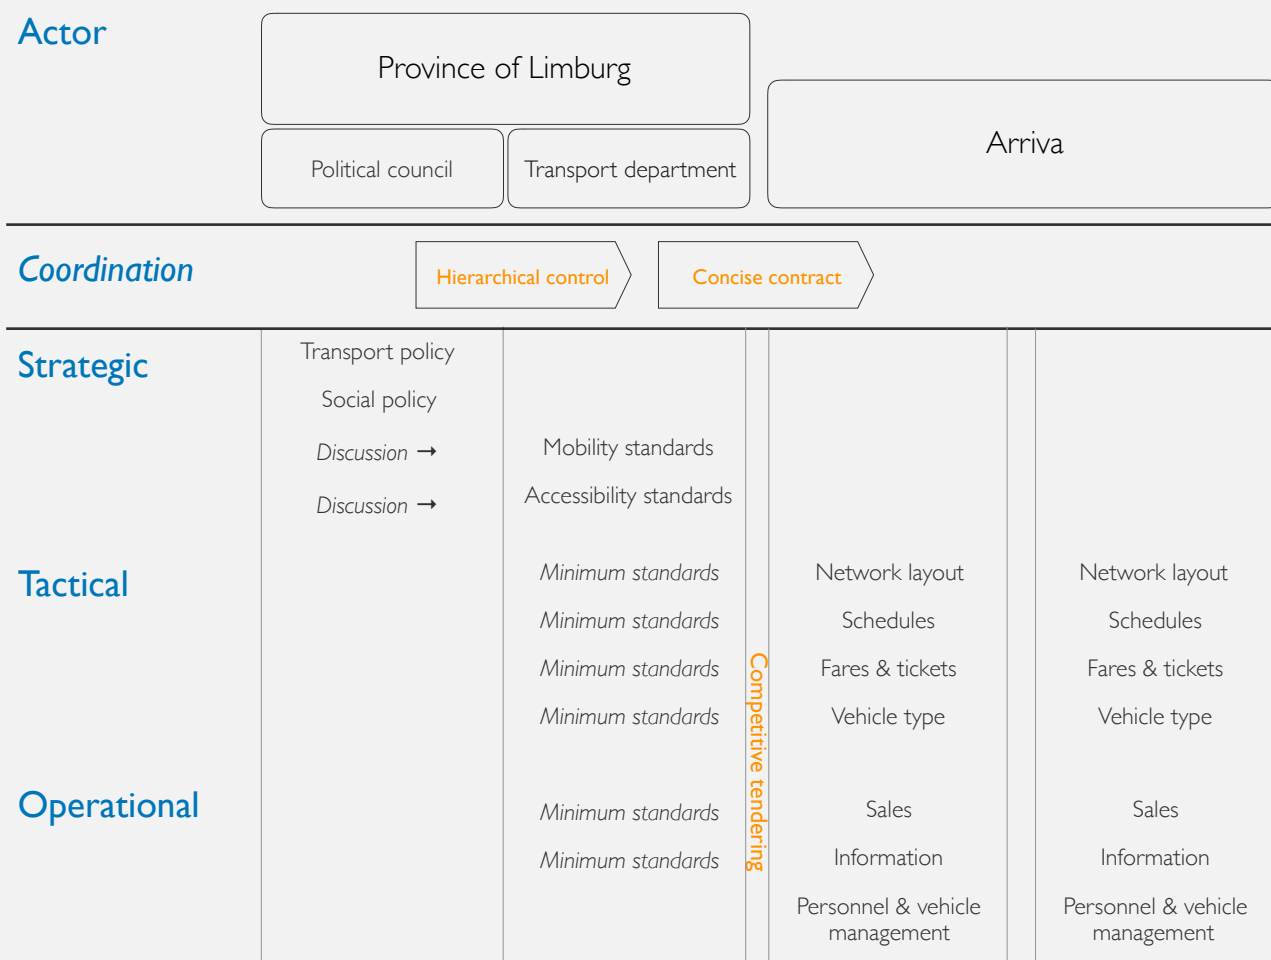 Actor
Province of Limburg
Political council
Transport department
Arriva
Coordination
Hierarchical control
Concise contract
Strategic
Transport policy
Social policy
Discussion →
Mobility standards
Discussion →
Accessibility standards
Tactical
Minimum standards
Network layout
Network layout
Minimum standards
Schedules
Schedules
Minimum standards
Fares & tickets
Fares & tickets
Minimum standards
Vehicle type
Vehicle type
Competitive tendering
Operational
Minimum standards
Sales
Sales
Minimum standards
Information
Information
Personnel & vehicle
management
Personnel & vehicle
management